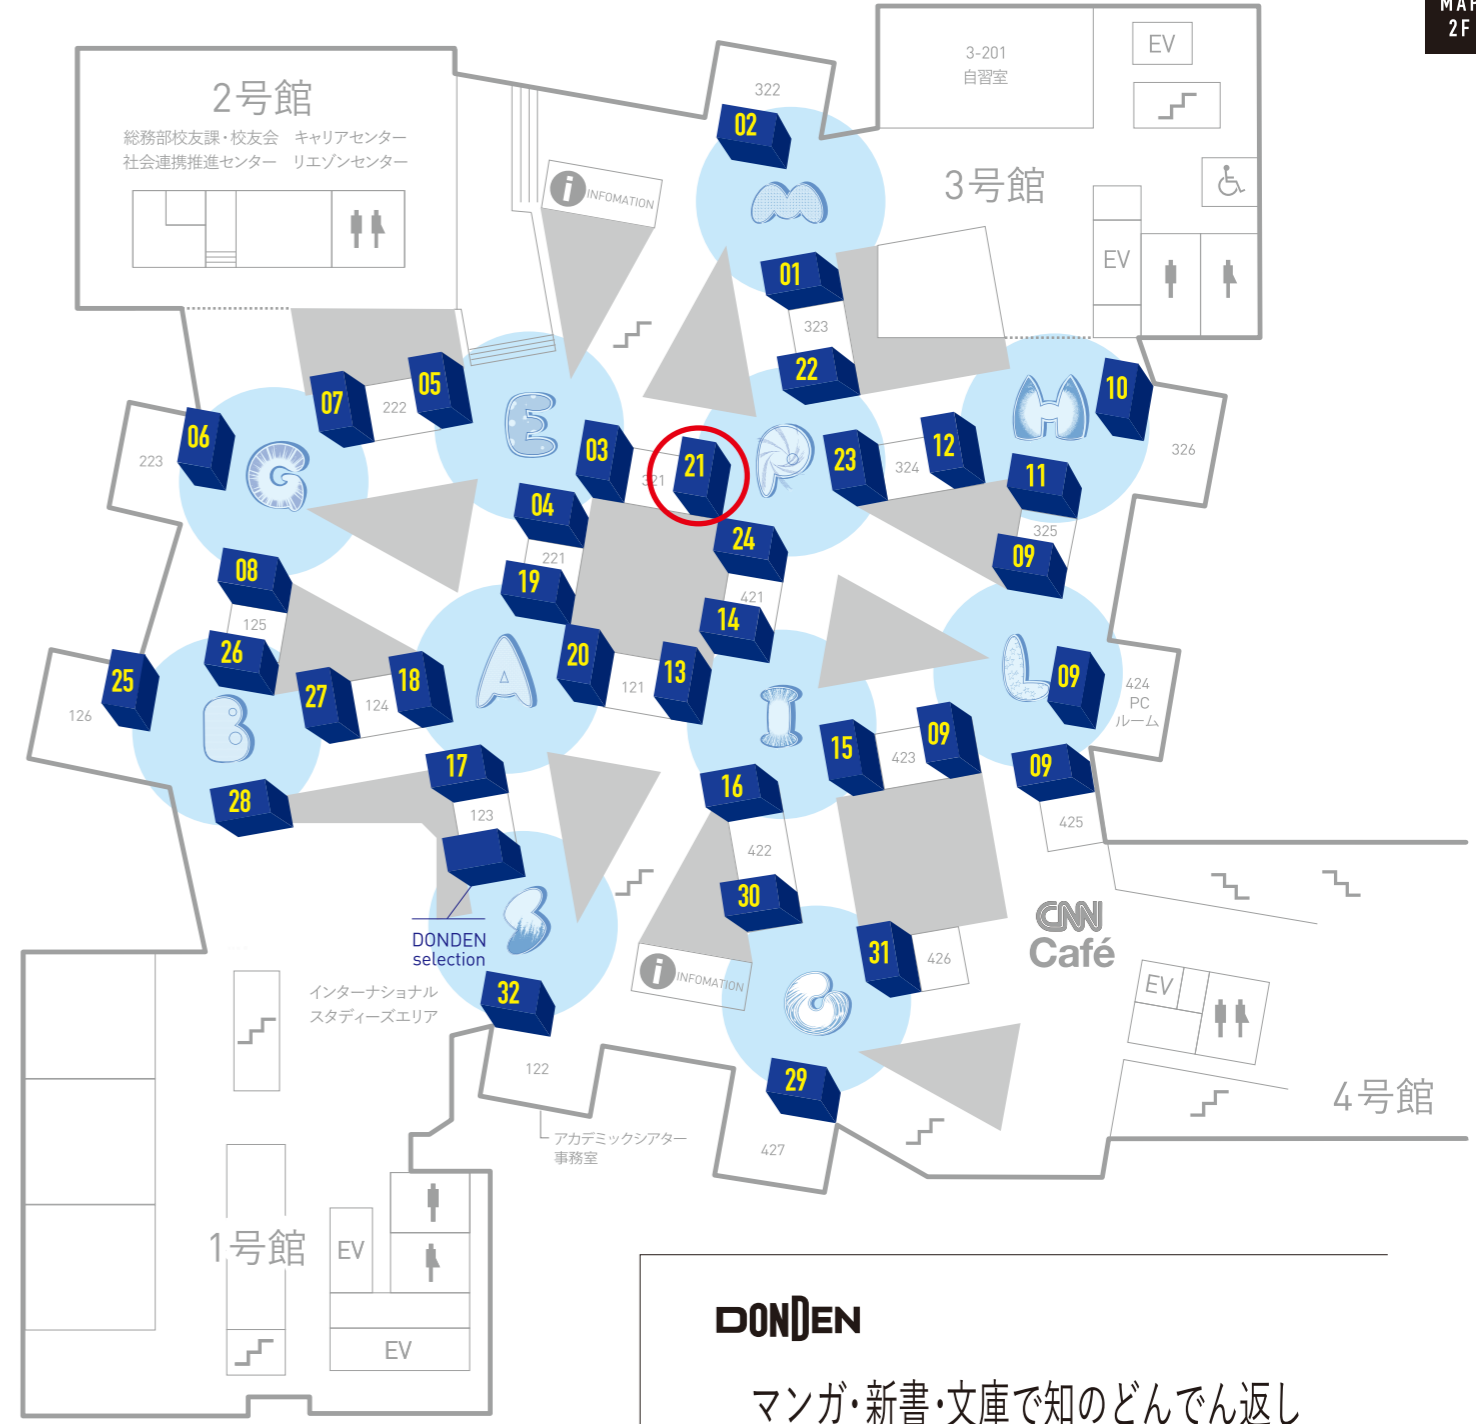 MAP
2F
3-201
自習室
EV
322
2号館
総務部校友課・校友会 キャリアセンター
社会連携推進センター リエゾンセンター
02
i INFOMATION
M
3号館
01
EV
323
22
07
05
222
E
H
10
06
223
G
03
321
21
P
23
324
12
326
11
04
24
325
221
09
08
19
421
14
125
26
A
20
121
13
L
09
424
PC
ルーム
25
126
27
124
18
B
I
15
423
09
17
16
09
28
123
422
425
30
S
DONDEN
selection
CNN
Café
31
426
i INFOMATION
EV
32
インターナショナル
スタディーズエリア
G
122
29
4号館
アカデミックシアター
事務室
427
1号館
EV
EV
DONDEN
マンガ・新書・文庫で知のどんでん返し